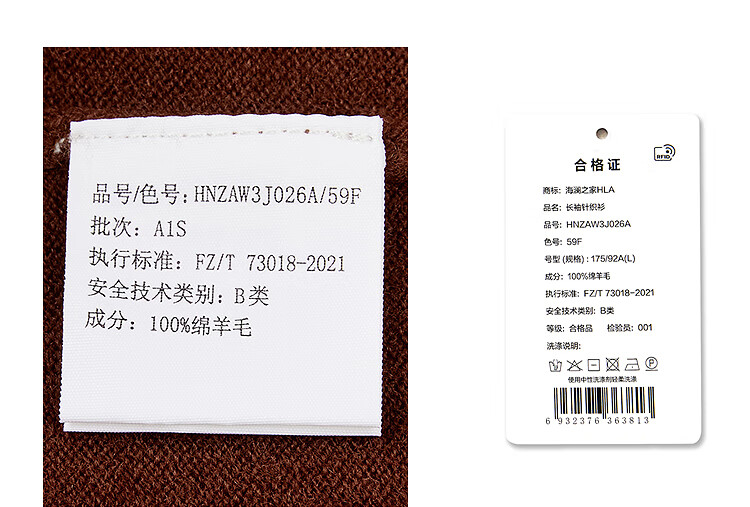 品号/色号: HNZAW3J026A/59F
批次: A1S
执行标准: FZ/T 73018-2021
安全技术类别: B类
成分: 100%绵羊毛
RFID
合格证
商标: 海澜之家HLA
品名: 长袖针织衫
品号: HNZAW3J026A
色号: 59F
号型(规格): 175/92A(L)
成分: 100%绵羊毛
执行标准: FZ/T 73018-2021
安全技术类别: B类
等级: 合格品 检验员: 001
洗涤说明:
使用中性洗涤剂轻柔洗涤
6 932376 363813